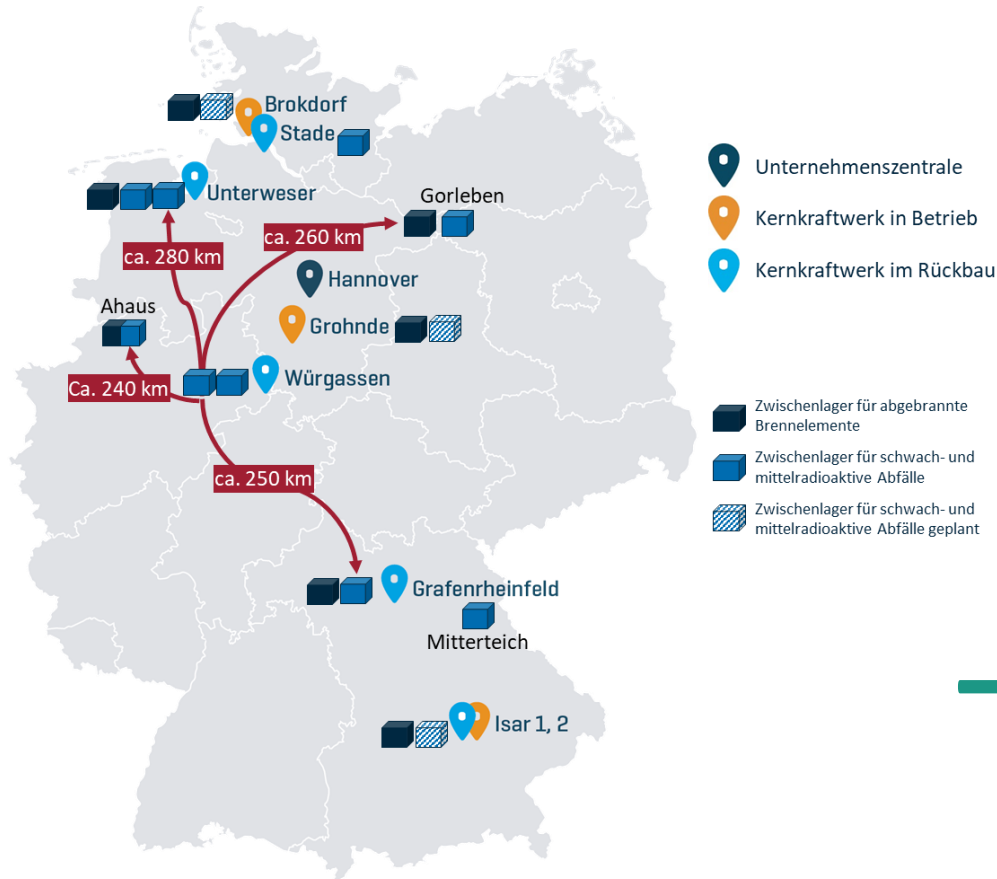 Brokdorf
Stade
Unterweser
Gorleben
ca. 260 km
ca. 280 km
Hannover
Ahaus
Grohnde
Ca. 240 km
Würgassen
ca. 250 km
Grafenrheinfeld
Mitterteich
Isar 1, 2
Unternehmenszentrale
Kernkraftwerk in Betrieb
Kernkraftwerk im Rückbau
Zwischenlager für abgebrannte
Brennelemente
Zwischenlager für schwach- und
mittelradioaktive Abfälle
Zwischenlager für schwach- und
mittelradioaktive Abfälle geplant